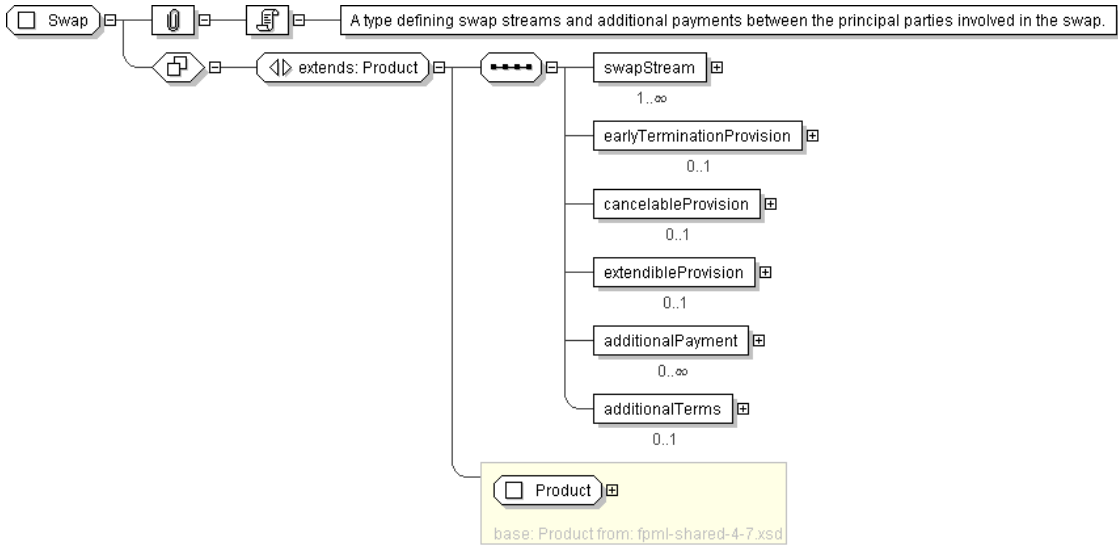 Swap
A type defining swap streams and additional payments between the principal parties involved in the swap.
extends: Product
swapStream
1..∞
earlyTerminationProvision
0..1
cancelableProvision
0..1
extendibleProvision
0..1
additionalPayment
0..∞
additionalTerms
0..1
Product
base: Product from: fpml-shared-4-7.xsd